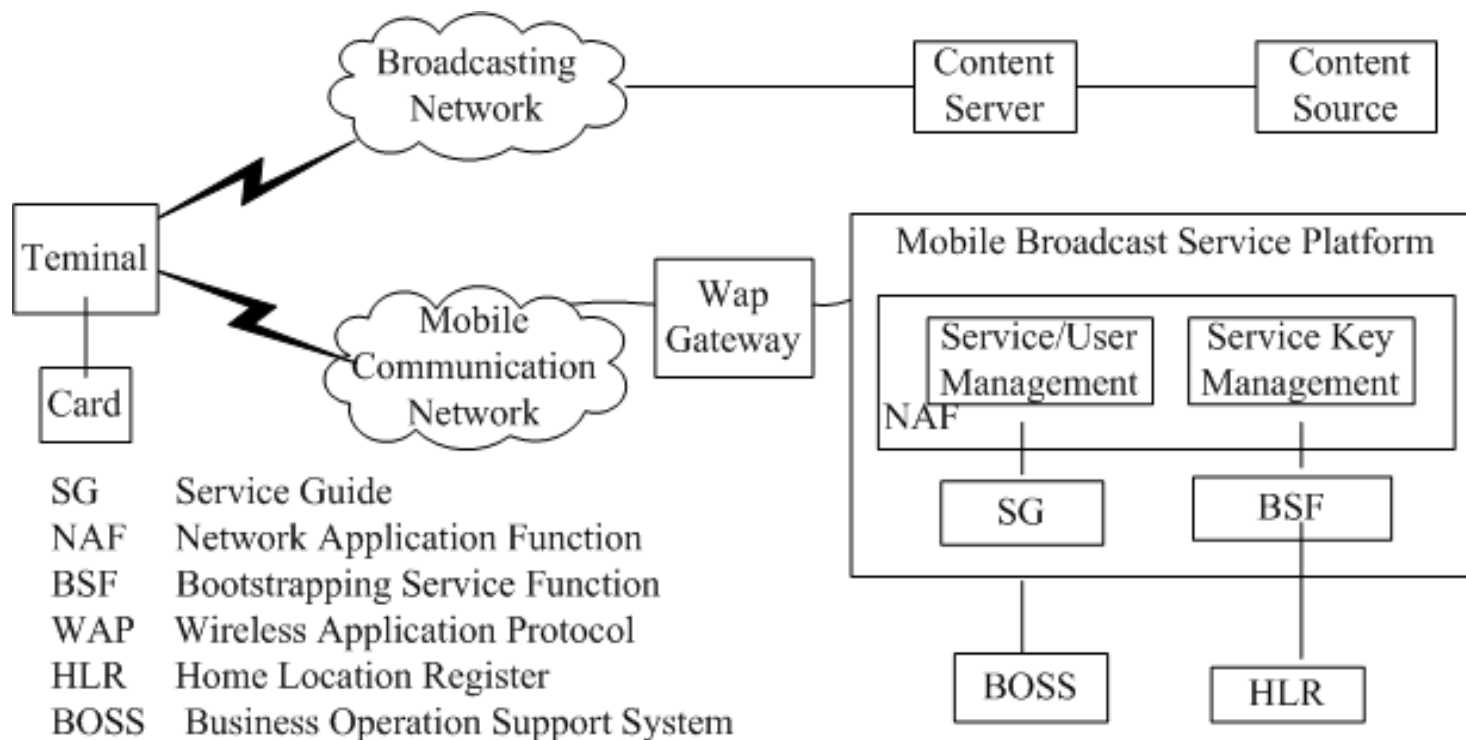 Broadcasting
Network
Content
Server
Content
Source
Teminal
Card
Mobile
Communication
Network
Wap
Gateway
Mobile Broadcast Service Platform
Service/User
Management
Service Key
Management
NAF
SG
BSF
BOSS
HLR
SG Service Guide
NAF Network Application Function
BSF Bootstrapping Service Function
WAP Wireless Application Protocol
HLR Home Location Register
BOSS Business Operation Support System